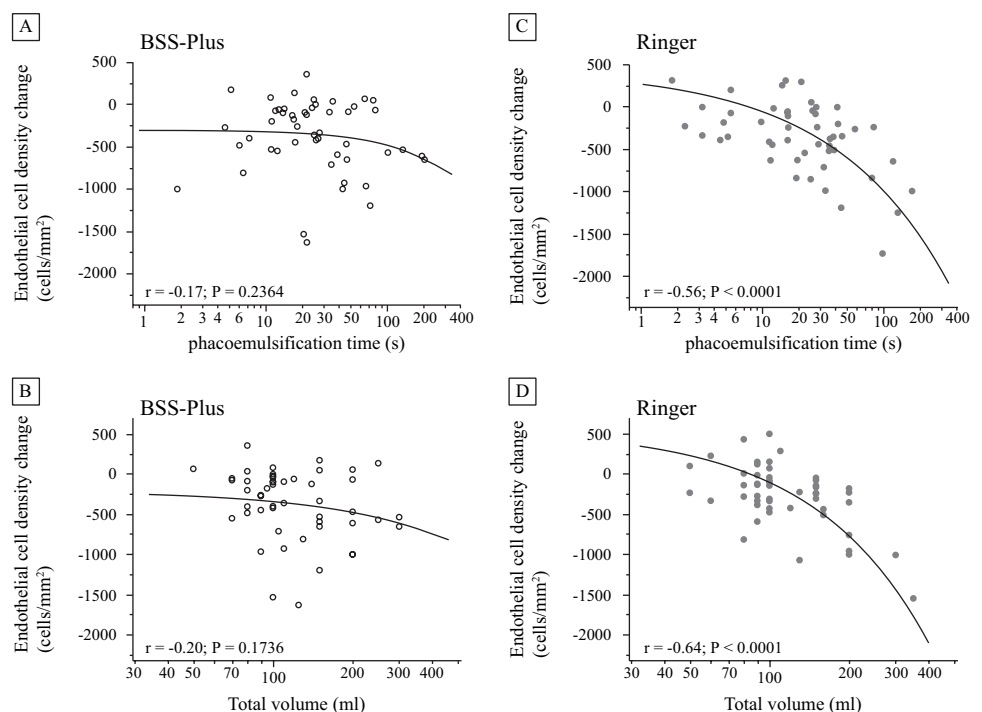 A
BSS-Plus
Endothelial cell density change
(cells/mm²)
500
0
-500
-1000
-1500
-2000
r = -0.17; P = 0.2364
1 2 3 4 6 10 20 30 50 100 200 400
phacoemulsification time (s)
C
Ringer
Endothelial cell density change
(cells/mm²)
500
0
-500
-1000
-1500
-2000
r = -0.56; P < 0.0001
1 2 3 4 6 10 20 30 50 100 200 400
phacoemulsification time (s)
B
BSS-Plus
Endothelial cell density change
(cells/mm²)
500
0
-500
-1000
-1500
-2000
r = -0.20; P = 0.1736
30 40 50 70 100 200 300 400
Total volume (ml)
D
Ringer
Endothelial cell density change
(cells/mm²)
500
0
-500
-1000
-1500
-2000
r = -0.64; P < 0.0001
30 40 50 70 100 200 300 400
Total volume (ml)